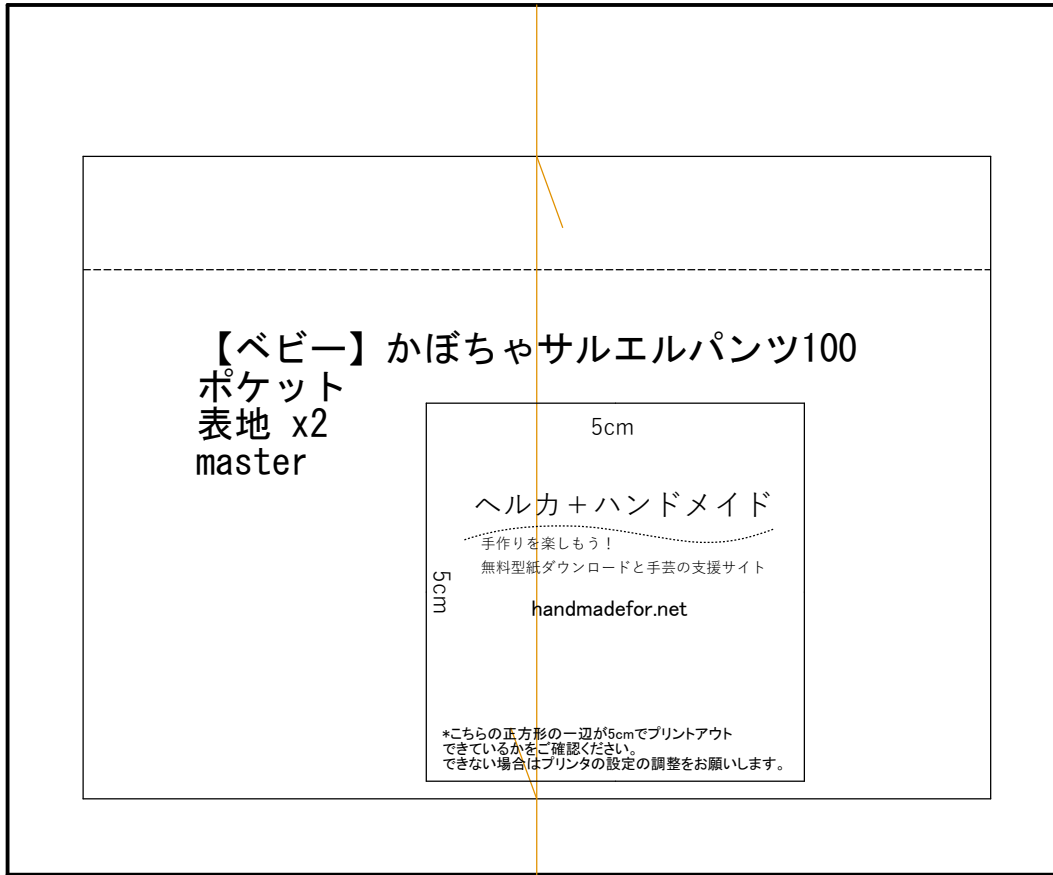 【ベビー】かぼちゃサルエルパンツ100
ポケット
表地 x2
master
5cm
ヘルカ＋ハンドメイド
手作りを楽しもう！
無料型紙ダウンロードと手芸の支援サイト
5cm
handmadefor.net
*こちらの正方形の一辺が5cmでプリントアウト
できているかをご確認ください。
できない場合はプリンタの設定の調整をお願いします。